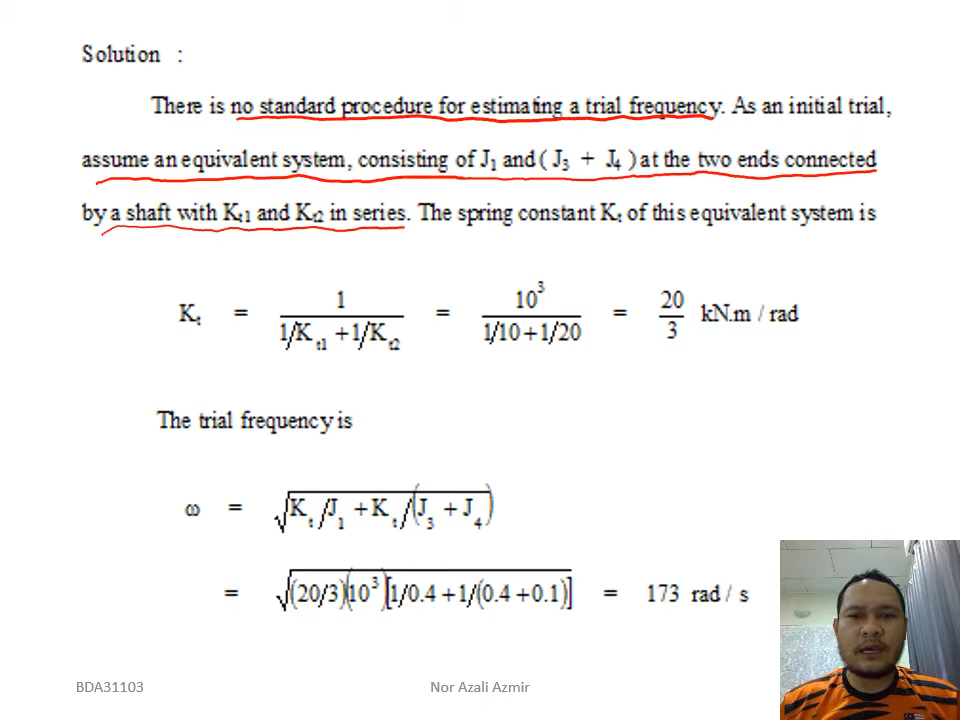 Solution :
There is no standard procedure for estimating a trial frequency. As an initial trial,
assume an equivalent system, consisting of J₁ and ( J₃ + J₄ ) at the two ends connected
by a shaft with Kt1 and Kt2 in series. The spring constant Kt of this equivalent system is
Kt = 1 / (1/Kt1 + 1/Kt2) = 10³ / (1/10+1/20) = 20/3 kN.m / rad
The trial frequency is
ω = √(Kt/J₁ + Kt/(J₃ + J₄))
= √((20/3)(10³)[1/0.4 + 1/(0.4 + 0.1)]) = 173 rad / s
BDA31103 Nor Azali Azmir